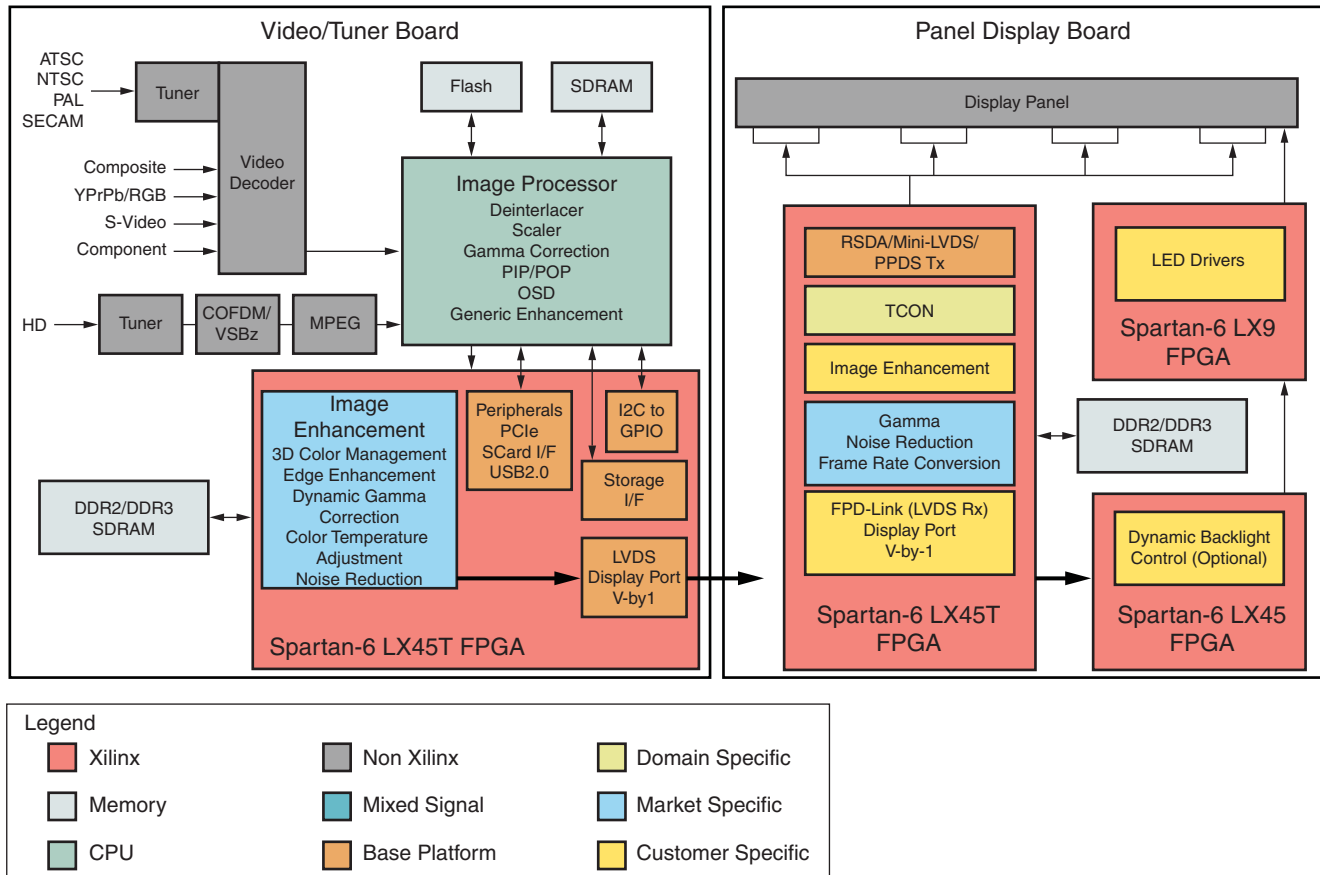 Video/Tuner Board
ATSC
NTSC
PAL
SECAM
Tuner
Video
Decoder
Composite
YPrPb/RGB
S-Video
Component
HD
Tuner
COFDM/
VSBz
MPEG
Flash
SDRAM
Image Processor
Deinterlacer
Scaler
Gamma Correction
PIP/POP
OSD
Generic Enhancement
Image
Enhancement
3D Color Management
Edge Enhancement
Dynamic Gamma
Correction
Color Temperature
Adjustment
Noise Reduction
Peripherals
PCIe
SCard I/F
USB2.0
I2C to
GPIO
Storage
I/F
LVDS
Display Port
V-by1
DDR2/DDR3
SDRAM
Spartan-6 LX45T FPGA
Panel Display Board
Display Panel
RSDA/Mini-LVDS/
PPDS Tx
TCON
Image Enhancement
Gamma
Noise Reduction
Frame Rate Conversion
FPD-Link (LVDS Rx)
Display Port
V-by-1
Spartan-6 LX45T
FPGA
LED Drivers
Spartan-6 LX9
FPGA
DDR2/DDR3
SDRAM
Dynamic Backlight
Control (Optional)
Spartan-6 LX45
FPGA
Legend
Xilinx
Non Xilinx
Domain Specific
Memory
Mixed Signal
Market Specific
CPU
Base Platform
Customer Specific